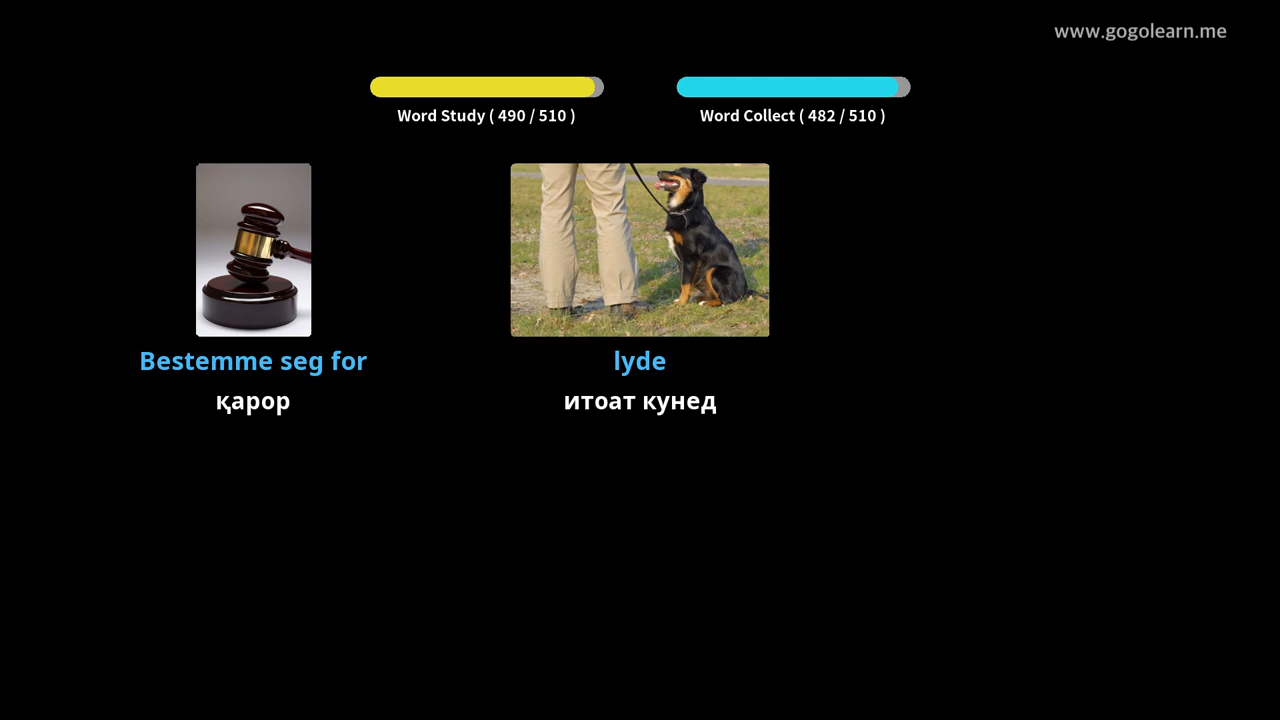 www.gogolearn.me
Word Study ( 490 / 510 )
Word Collect ( 482 / 510 )
Bestemme seg for
қарор
lyde
итоат кунед